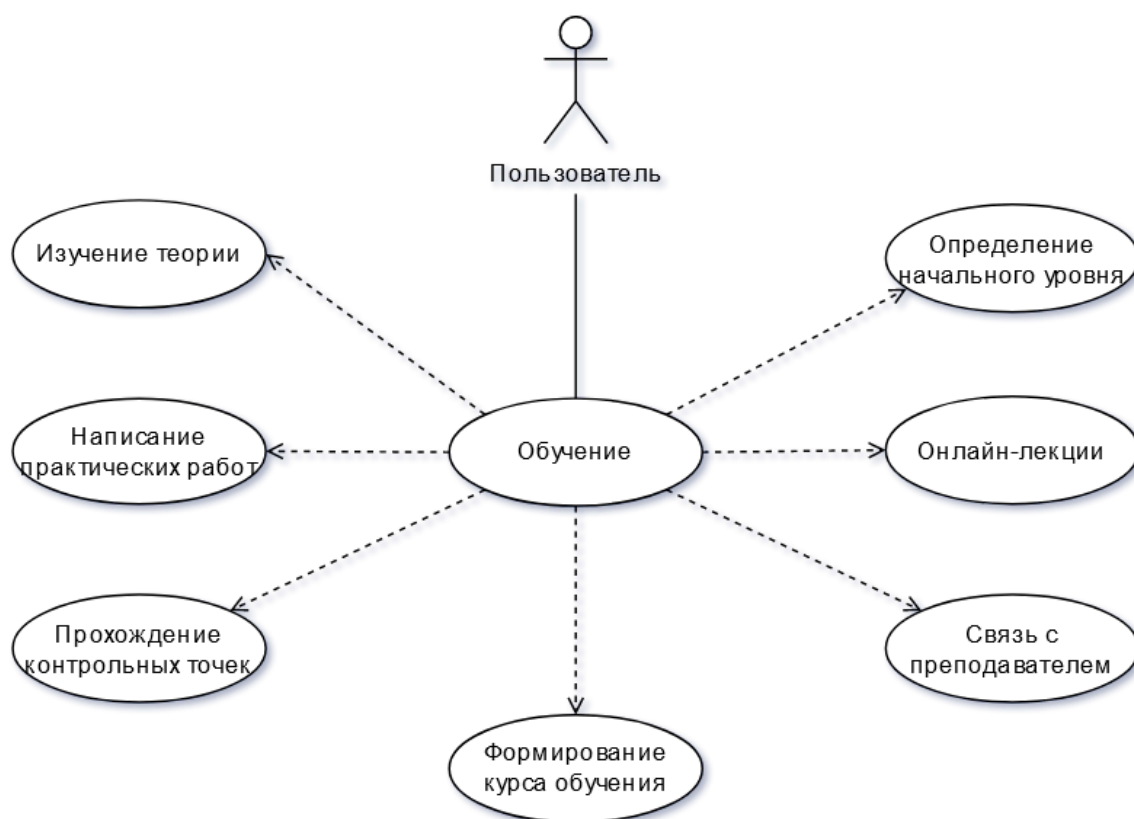 Пользователь
Изучение теории
Определение
начального уровня
Написание
практических работ
Обучение
Онлайн-лекции
Прохождение
контрольных точек
Связь с
преподавателем
Формирование
курса обучения